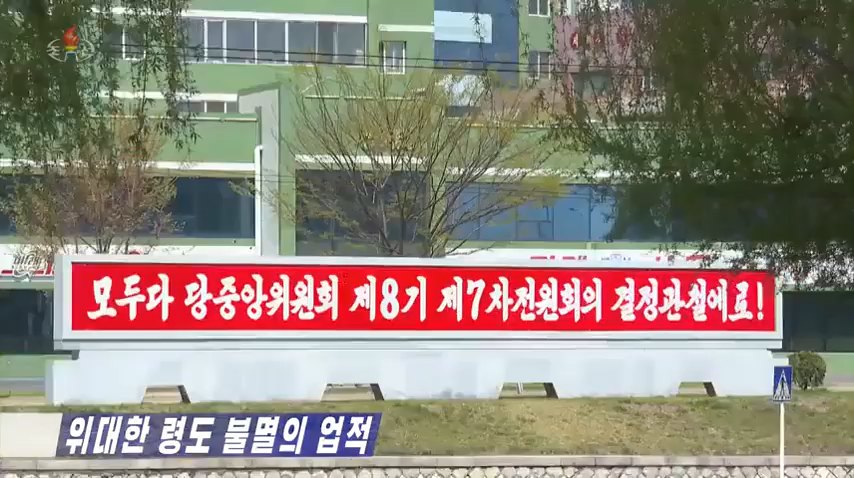 모두다 당중앙위원회 제8기 제7차전원회의 결정관철에로!
위대한 령도 불멸의 업적